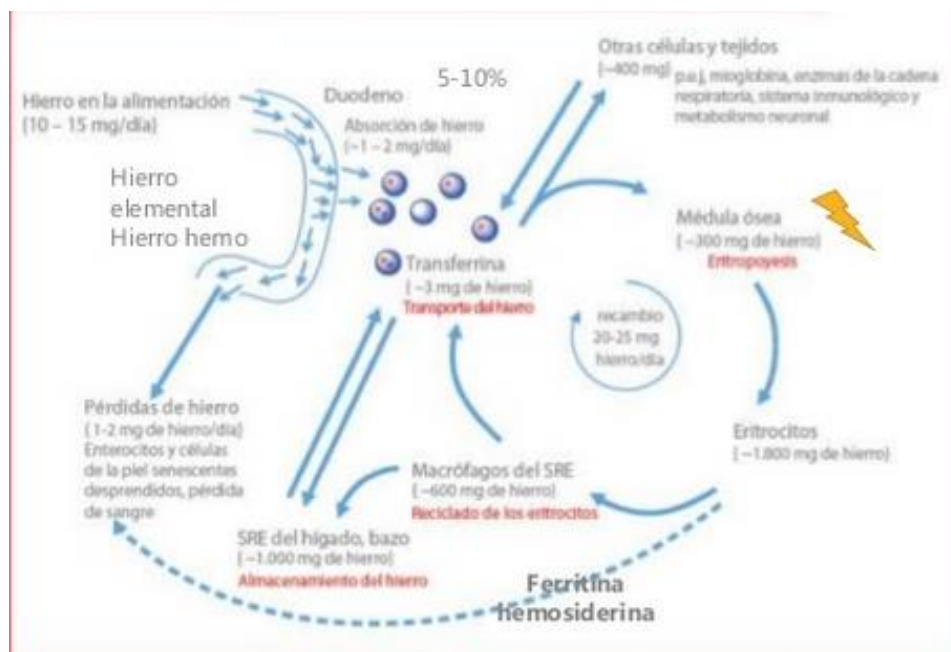 Hierro en la alimentación
(10 – 15 mg/día)
Hierro
elemental
Hierro hemo
Duodeno
5-10%
Absorción de hierro
(~1 – 2 mg/día)
Otras células y tejidos
(~400 mg)
p.ej, mioglobina, enzimas de la cadena
respiratoria, sistema inmunológico y
metabolismo neuronal
Médula ósea
(~300 mg de hierro)
Eritropoyesis
Transferrina
(~3 mg de hierro)
Transporte del hierro
recambio
20-25 mg
hierro/día
Pérdidas de hierro
(1-2 mg de hierro/día)
Enterocitos y células
de la piel senescentes
desprendidos, pérdida
de sangre
Eritrocitos
(~1.800 mg de hierro)
Macrófagos del SRE
(~600 mg de hierro)
Reciclado de los eritrocitos
SRE del hígado, bazo
(~1.000 mg de hierro)
Almacenamiento del hierro
Ferritina
hemosiderina